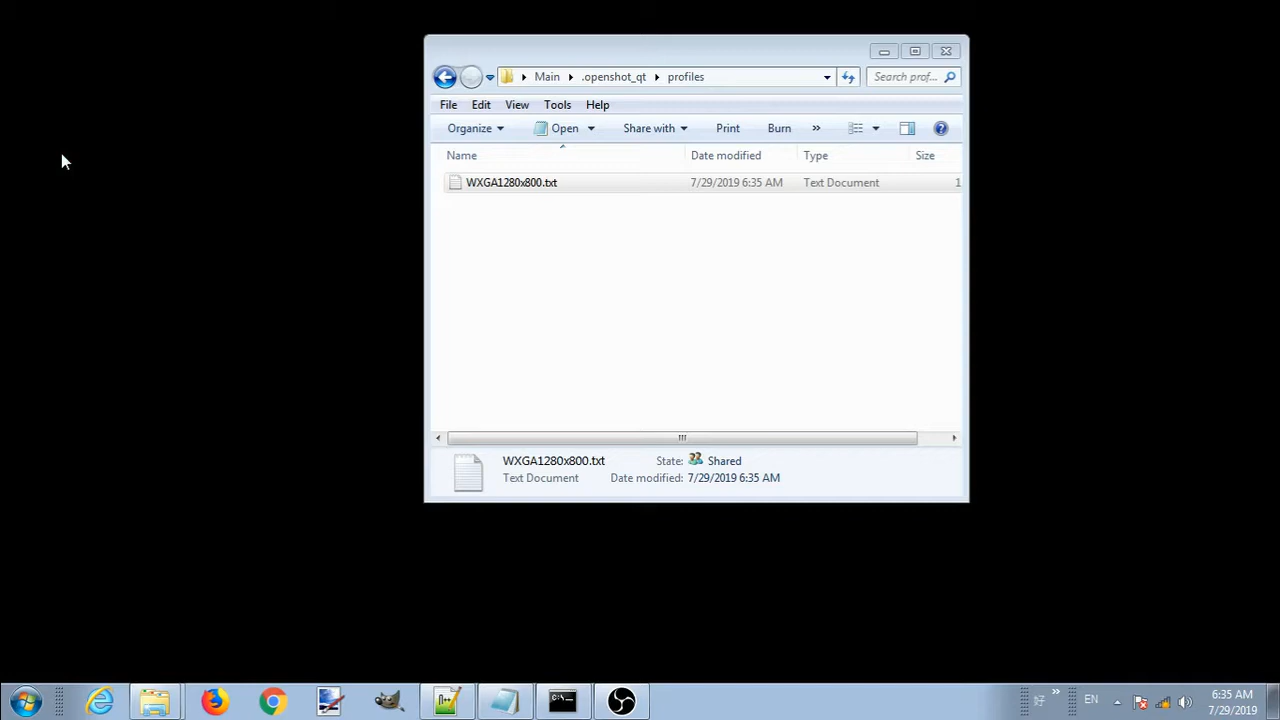 Main .openshot_qt profiles
Search prof...
File Edit View Tools Help
Organize Open Share with Print Burn »
Name Date modified Type Size
WXGA1280x800.txt 7/29/2019 6:35 AM Text Document 1
WXGA1280x800.txt State: Shared
Text Document Date modified: 7/29/2019 6:35 AM
C:\
好 » EN
6:35 AM
7/29/2019